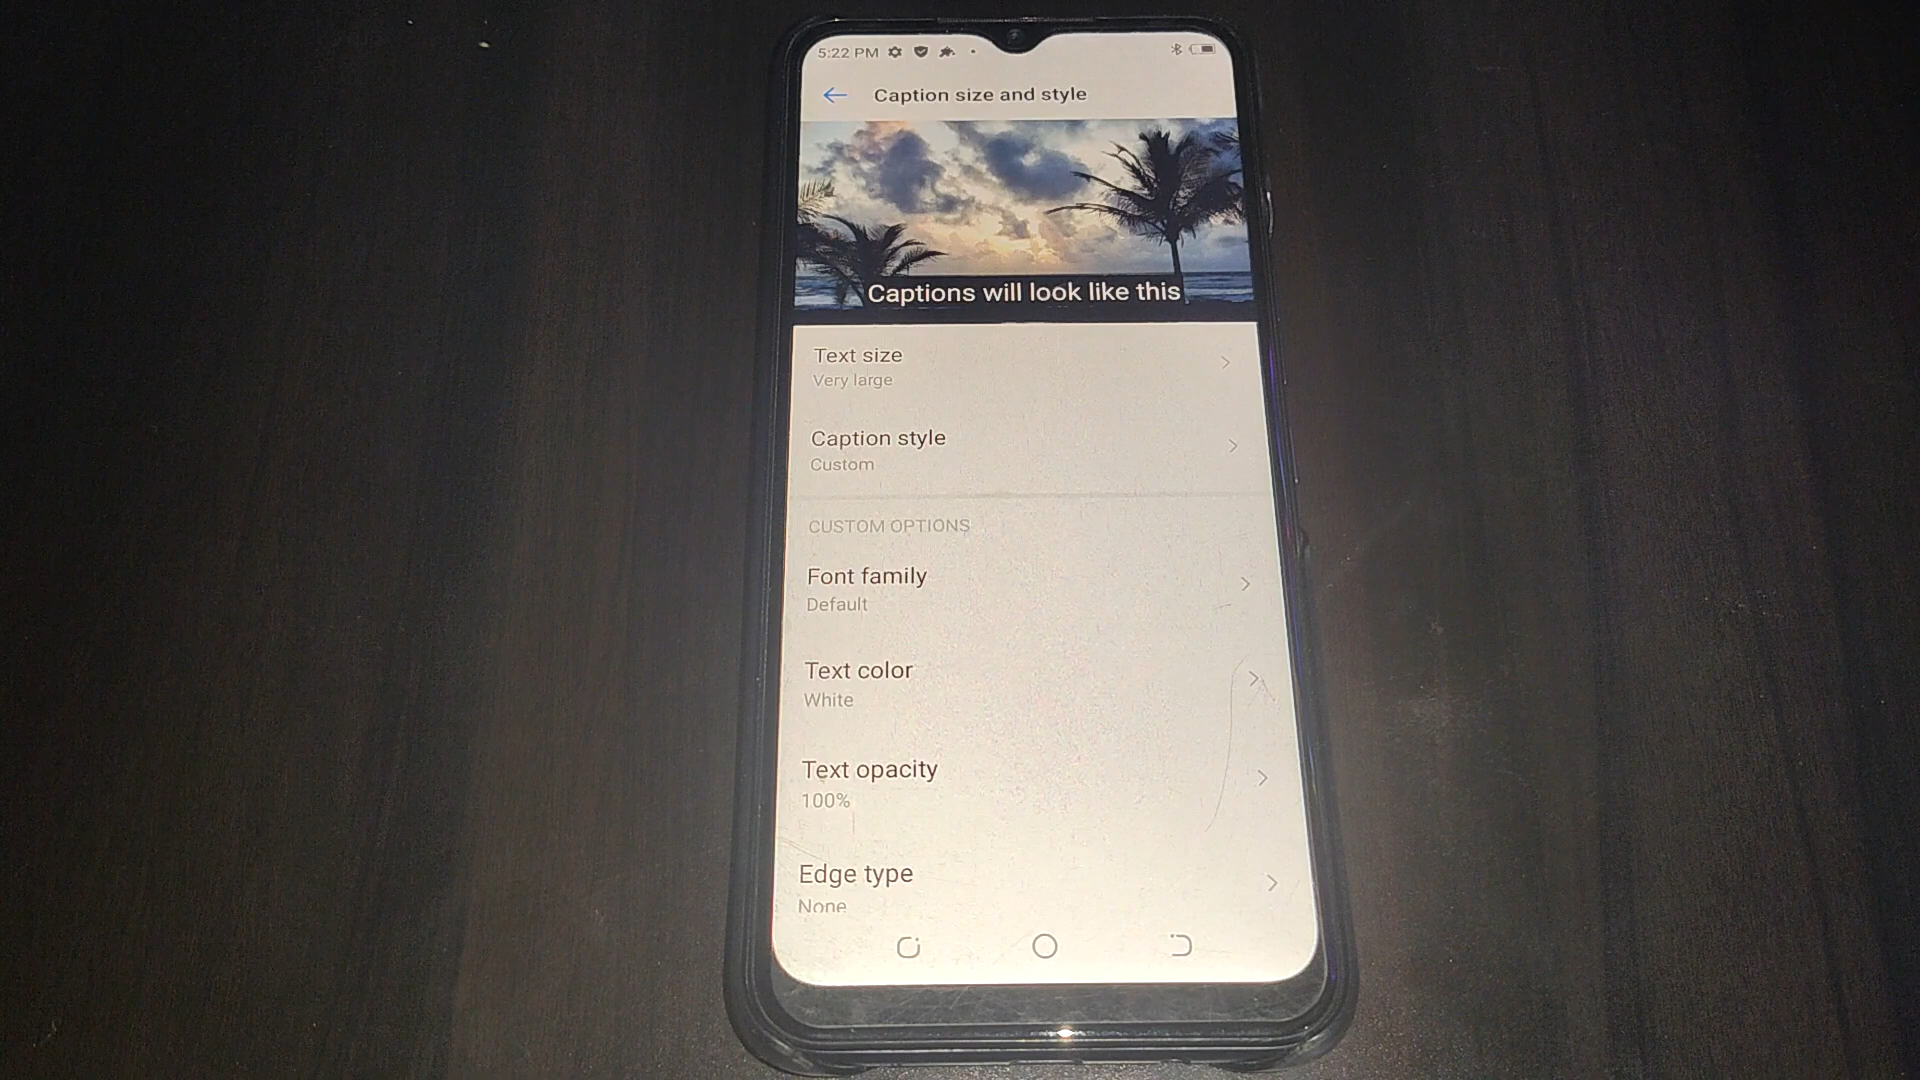 5:22 PM
Caption size and style
Captions will look like this
Text size
Very large
Caption style
Custom
CUSTOM OPTIONS
Font family
Default
Text color
White
Text opacity
100%
Edge type
None